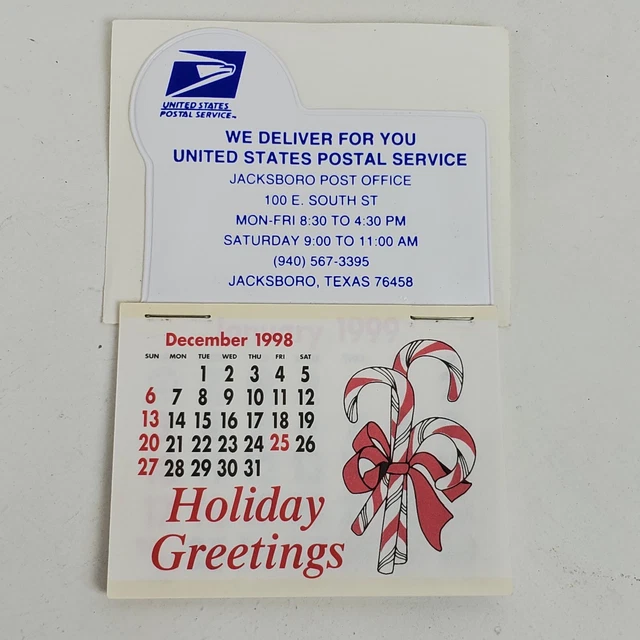 UNITED STATES
POSTAL SERVICE™
WE DELIVER FOR YOU
UNITED STATES POSTAL SERVICE
JACKSBORO POST OFFICE
100 E. SOUTH ST
MON-FRI 8:30 TO 4:30 PM
SATURDAY 9:00 TO 11:00 AM
(940) 567-3395
JACKSBORO, TEXAS 76458
January 1999
December 1998
SUN MON TUE WED THU FRI SAT
1 2 3 4 5
6 7 8 9 10 11 12
13 14 15 16 17 18 19
20 21 22 23 24 25 26
27 28 29 30 31
Holiday
Greetings